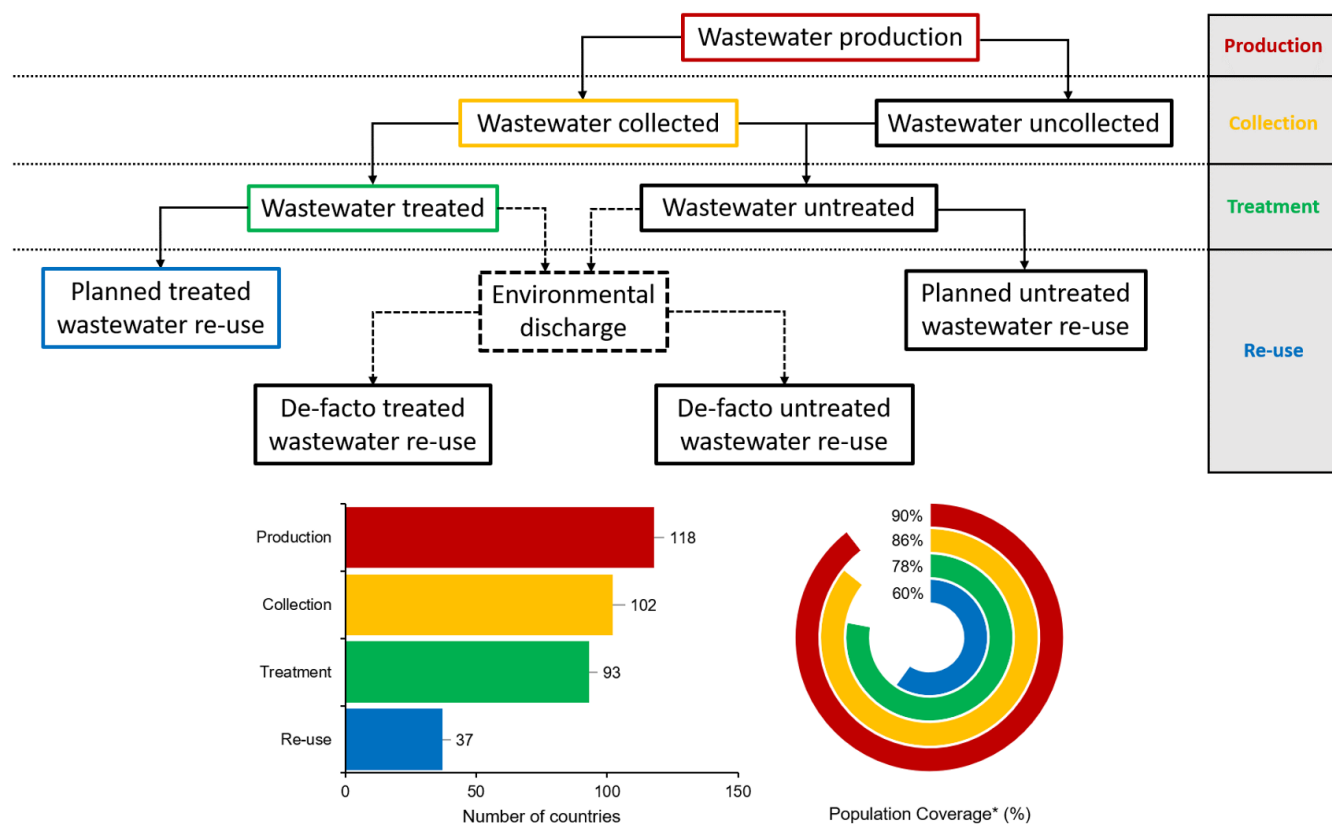 Wastewater production
Production
Wastewater collected
Wastewater uncollected
Collection
Wastewater treated
Wastewater untreated
Treatment
Planned treated
wastewater re-use
Environmental
discharge
Planned untreated
wastewater re-use
Re-use
De-facto treated
wastewater re-use
De-facto untreated
wastewater re-use
Production
118
Collection
102
Treatment
93
Re-use
37
0
50
100
150
Number of countries
90%
86%
78%
60%
Population Coverage* (%)